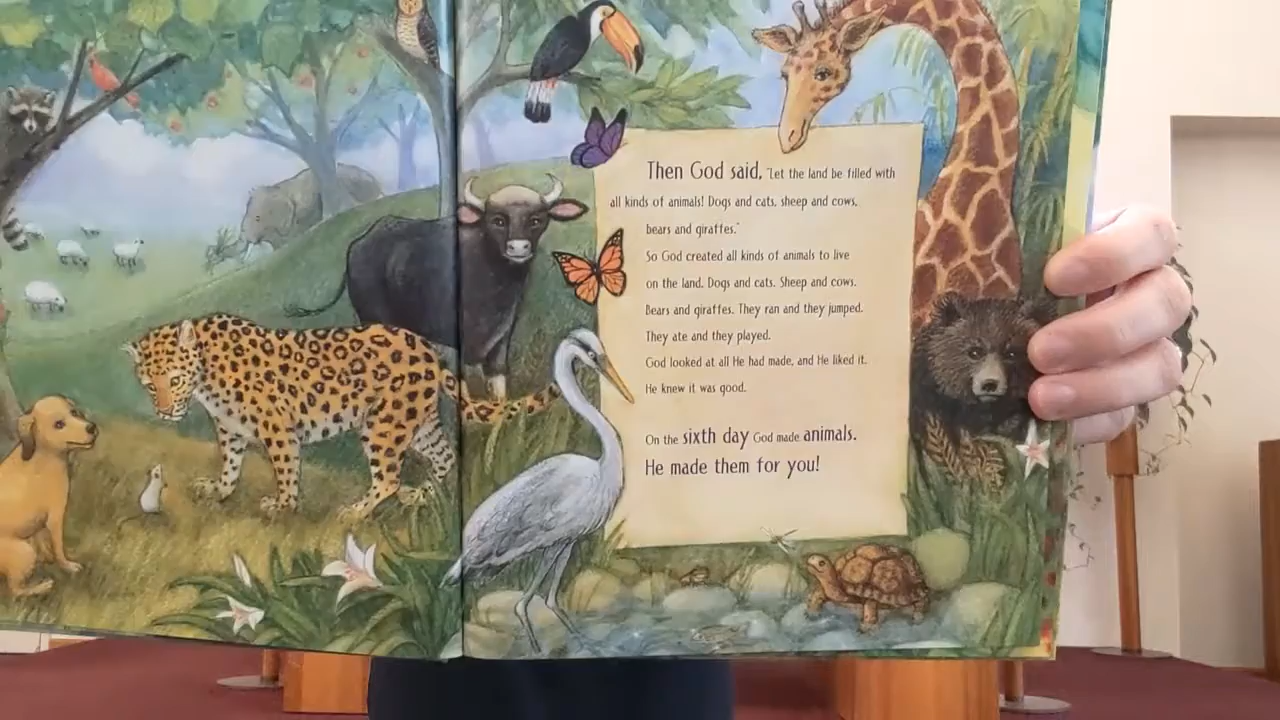 Then God said, "Let the land be filled with
all kinds of animals! Dogs and cats, sheep and cows,
bears and giraffes."
So God created all kinds of animals to live
on the land. Dogs and cats. Sheep and cows.
Bears and giraffes. They ran and they jumped.
They ate and they played.
God looked at all He had made, and He liked it.
He knew it was good.
On the sixth day God made animals.
He made them for you!